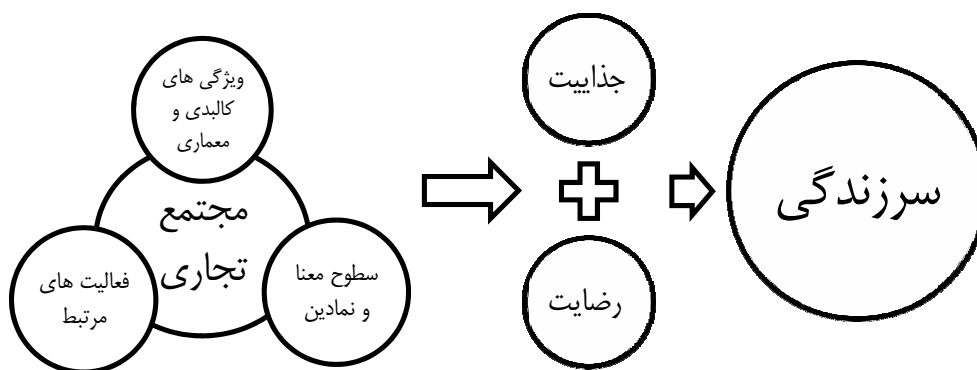 ویژگی های
کالبدی و
معماری
مجتمع
تجاری
فعالیت های
مرتبط
سطوح معنا
و نمادین
جذابیت
رضایت
سرزندگی